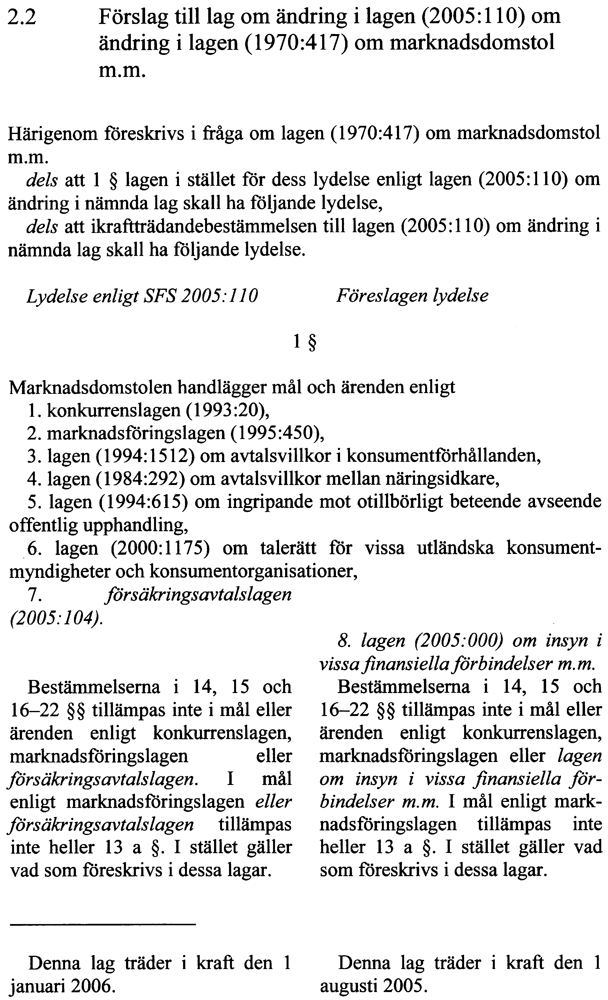 2.2 Förslag till lag om ändring i lagen (2005:110) om
ändring i lagen (1970:417) om marknadsdomstol
m.m.
Härigenom föreskrivs i fråga om lagen (1970:417) om marknadsdomstol
m.m.
dels att 1 § lagen i stället för dess lydelse enligt lagen (2005:110) om
ändring i nämnda lag skall ha följande lydelse,
dels att ikraftträdandebestämmelsen till lagen (2005:110) om ändring i
nämnda lag skall ha följande lydelse.
Lydelse enligt SFS 2005:110
Föreslagen lydelse
1 §
Marknadsdomstolen handlägger mål och ärenden enligt
1. konkurrenslagen (1993:20),
2. marknadsföringslagen (1995:450),
3. lagen (1994:1512) om avtalsvillkor i konsumentförhållanden,
4. lagen (1984:292) om avtalsvillkor mellan näringsidkare,
5. lagen (1994:615) om ingripande mot otillbörligt beteende avseende
offentlig upphandling,
6. lagen (2000:1175) om talerätt för vissa utländska konsument-
myndigheter och konsumentorganisationer,
7. försäkringsavtalslagen
(2005:104).
8. lagen (2005:000) om insyn i
vissa finansiella förbindelser m.m.
Bestämmelserna i 14, 15 och
16–22 §§ tillämpas inte i mål eller
ärenden enligt konkurrenslagen,
marknadsföringslagen eller
försäkringsavtalslagen. I mål
enligt marknadsföringslagen eller
försäkringsavtalslagen tillämpas
inte heller 13 a §. I stället gäller
vad som föreskrivs i dessa lagar.
Bestämmelserna i 14, 15 och
16–22 §§ tillämpas inte i mål eller
ärenden enligt konkurrenslagen,
marknadsföringslagen eller lagen
om insyn i vissa finansiella för-
bindelser m.m. I mål enligt mark-
nadsföringslagen tillämpas inte
heller 13 a §. I stället gäller vad
som föreskrivs i dessa lagar.
Denna lag träder i kraft den 1
januari 2006.
Denna lag träder i kraft den 1
augusti 2005.